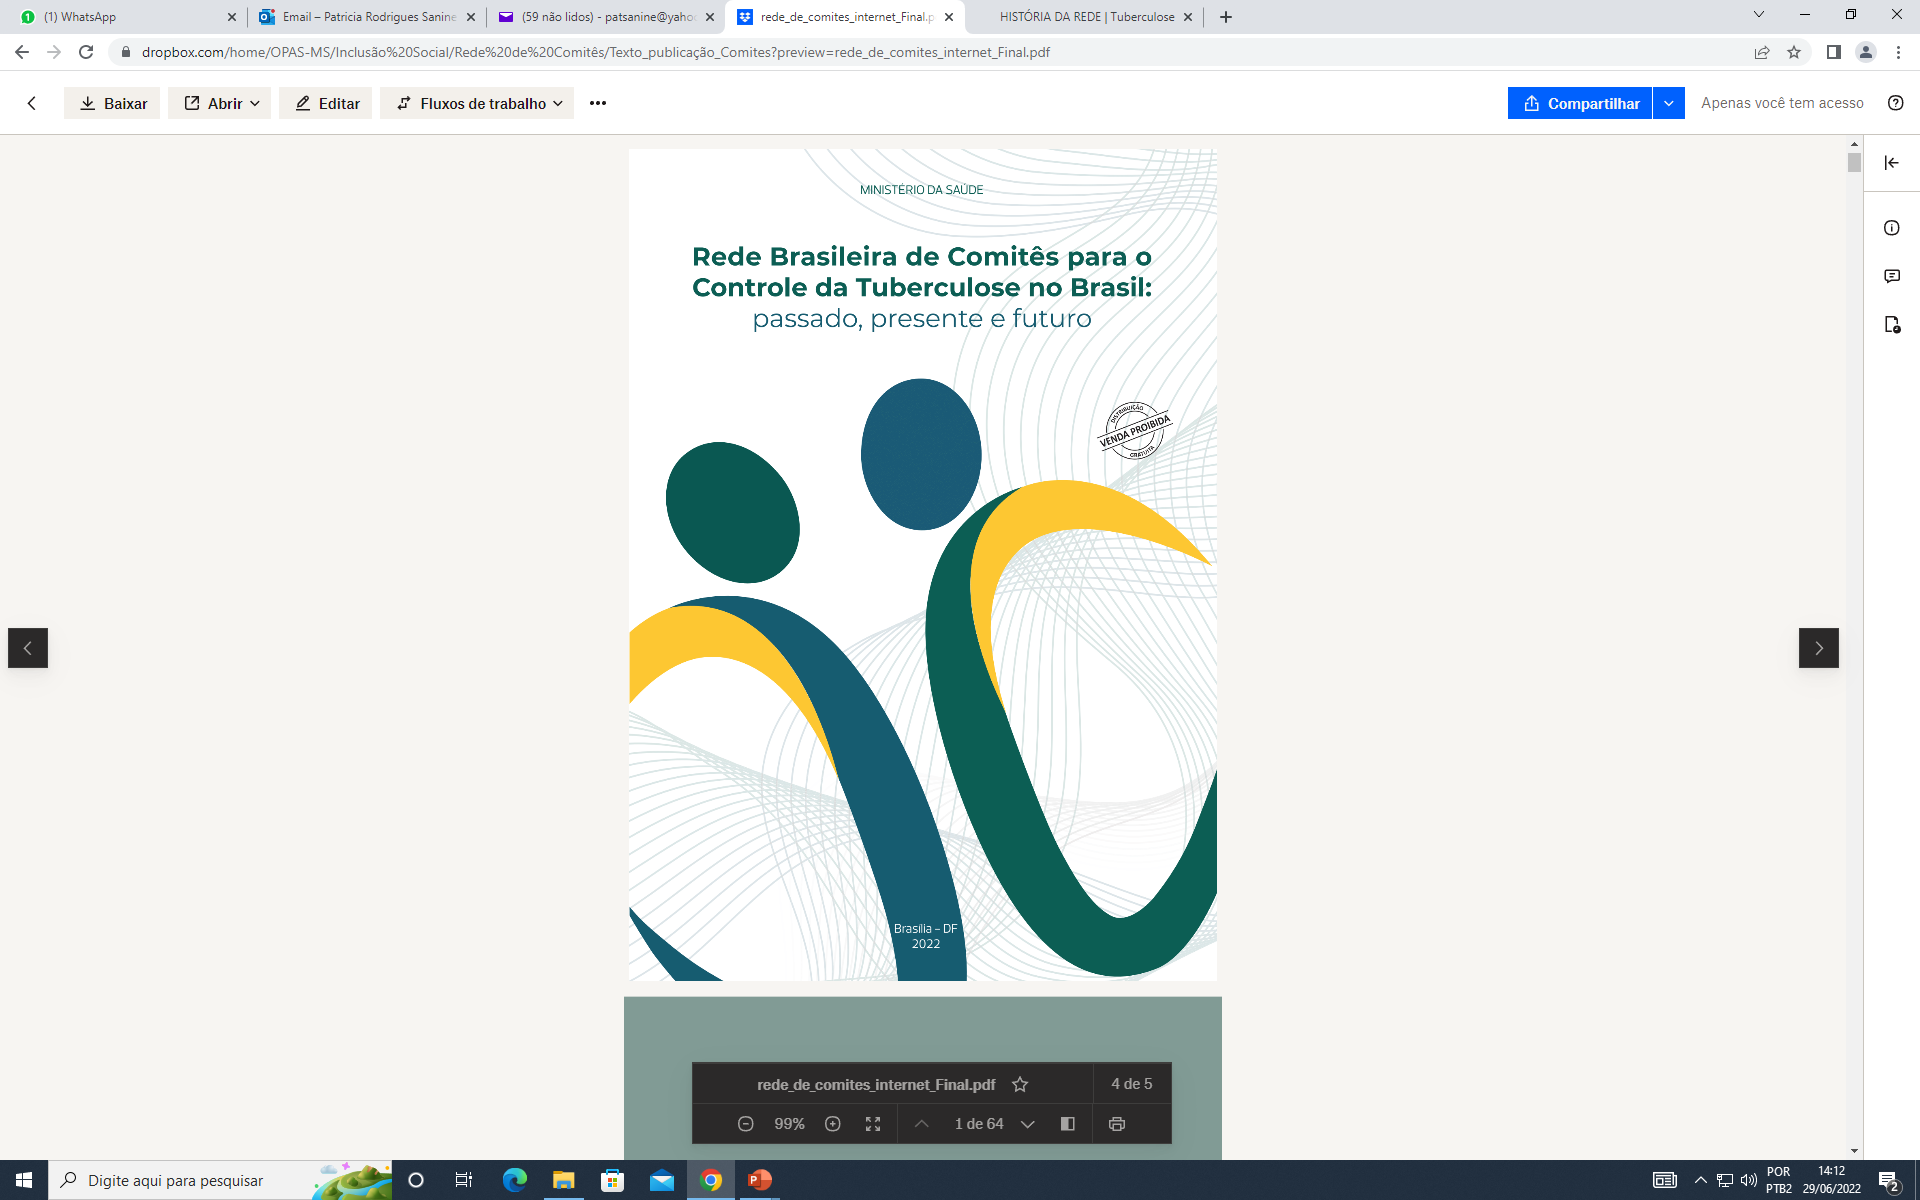 (1) WhatsApp
Email – Patricia Rodrigues Sanine
(59 não lidos) - patsanine@yahoo
rede_de_comites_internet_Final.p
HISTÓRIA DA REDE | Tuberculose
dropbox.com/home/OPAS-MS/Inclusão%20Social/Rede%20de%20Comitês/Texto_publicação_Comites?preview=rede_de_comites_internet_Final.pdf
Baixar
Abrir
Editar
Fluxos de trabalho
Compartilhar
Apenas você tem acesso
MINISTÉRIO DA SAÚDE
Rede Brasileira de Comitês para o
Controle da Tuberculose no Brasil:
passado, presente e futuro
DISTRIBUIÇÃO
VENDA PROIBIDA
GRATUITA
Brasília – DF
2022
rede_de_comites_internet_Final.pdf
4 de 5
99%
1 de 64
Digite aqui para pesquisar
POR
PTB2
14:12
29/06/2022
2